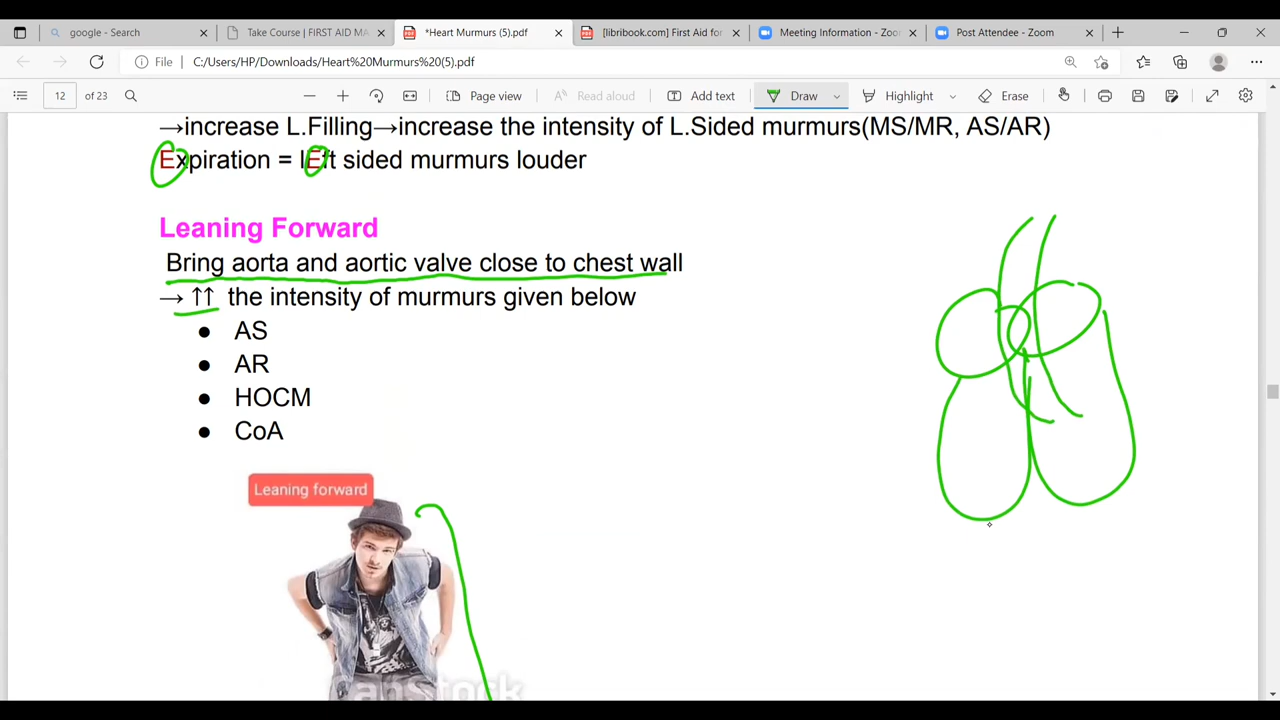 google - Search
Take Course | FIRST AID MA
*Heart Murmurs (5).pdf
[libribook.com] First Aid for
Meeting Information - Zoo
Post Attendee - Zoom
File
C:/Users/HP/Downloads/Heart%20Murmurs%20(5).pdf
12 of 23
Page view
Read aloud
Add text
Draw
Highlight
Erase
→increase L.Filling→increase the intensity of L.Sided murmurs(MS/MR, AS/AR)
Expiration = lEft sided murmurs louder
Leaning Forward
Bring aorta and aortic valve close to chest wall
→ ↑↑ the intensity of murmurs given below
● AS
● AR
● HOCM
● CoA
Leaning forward
CanStock